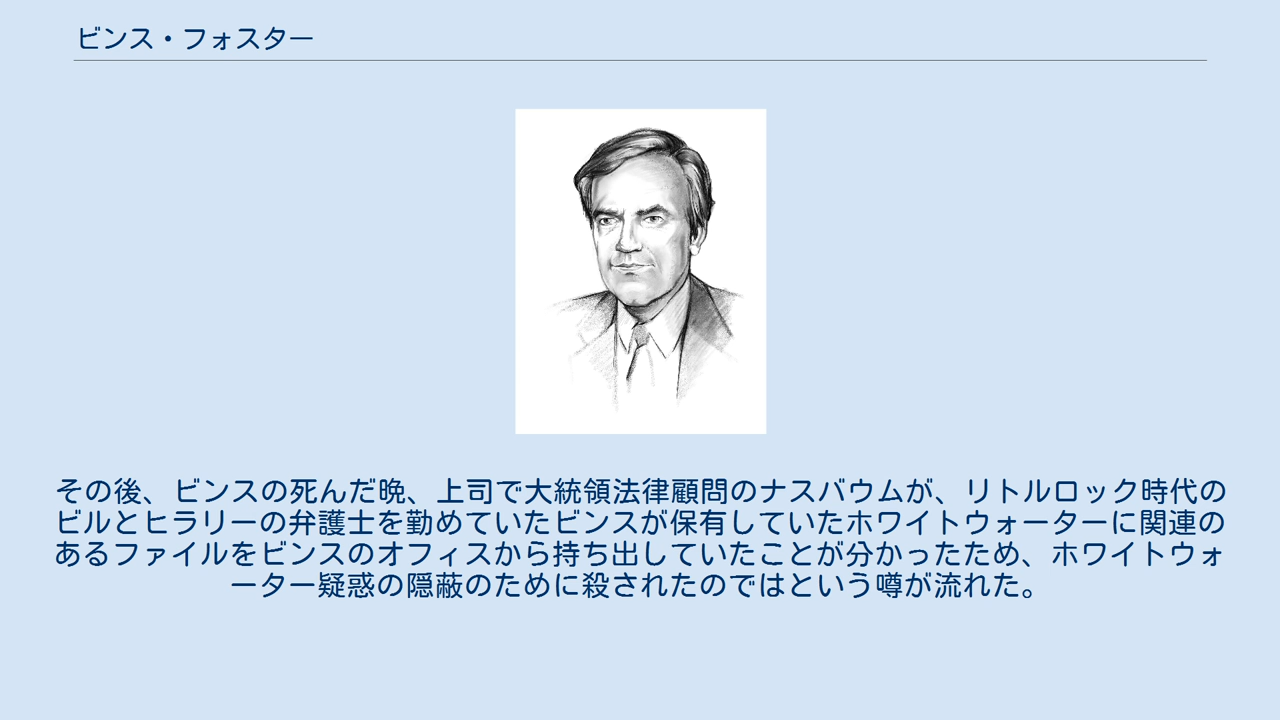 ビンス・フォスター
その後、ビンスの死んだ晩、上司で大統領法律顧問のナスバウムが、リトルロック時代の
ビルとヒラリーの弁護士を勤めていたビンスが保有していたホワイトウォーターに関連の
あるファイルをビンスのオフィスから持ち出していたことが分かったため、ホワイトウォ
ーター疑惑の隠蔽のために殺されたのではという噂が流れた。